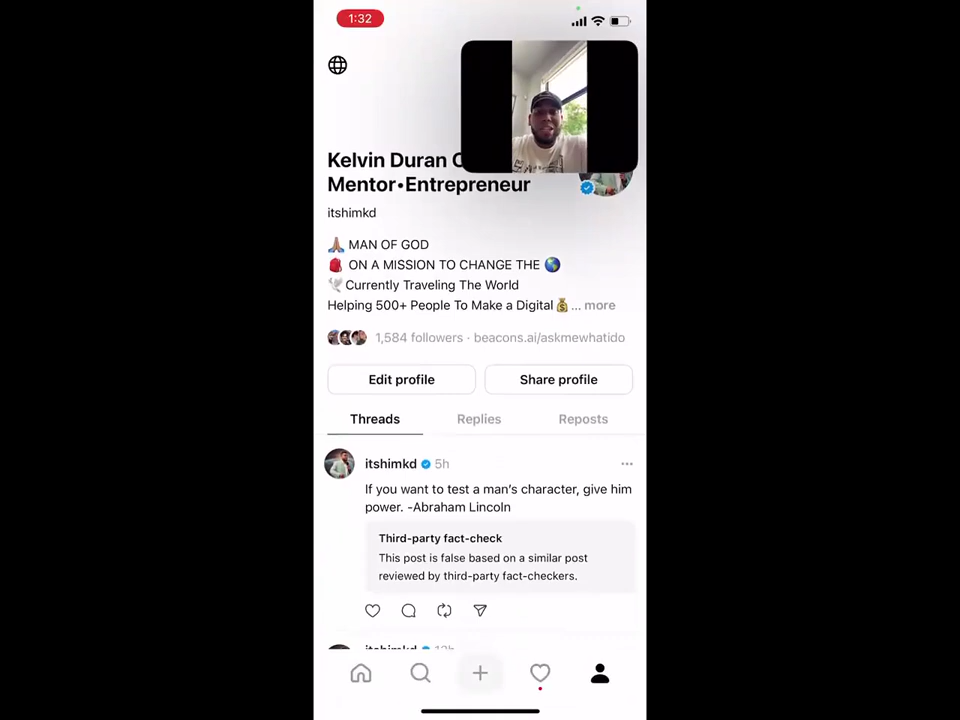 1:32
Kelvin Duran
Mentor•Entrepreneur
itshimkd
🙏🏽 MAN OF GOD
🎒 ON A MISSION TO CHANGE THE 🌎
🕊️ Currently Traveling The World
Helping 500+ People To Make a Digital 💰 ... more
1,584 followers · beacons.ai/askmewhatido
Edit profile Share profile
Threads Replies Reposts
itshimkd 5h
If you want to test a man's character, give him
power. -Abraham Lincoln
Third-party fact-check
This post is false based on a similar post
reviewed by third-party fact-checkers.